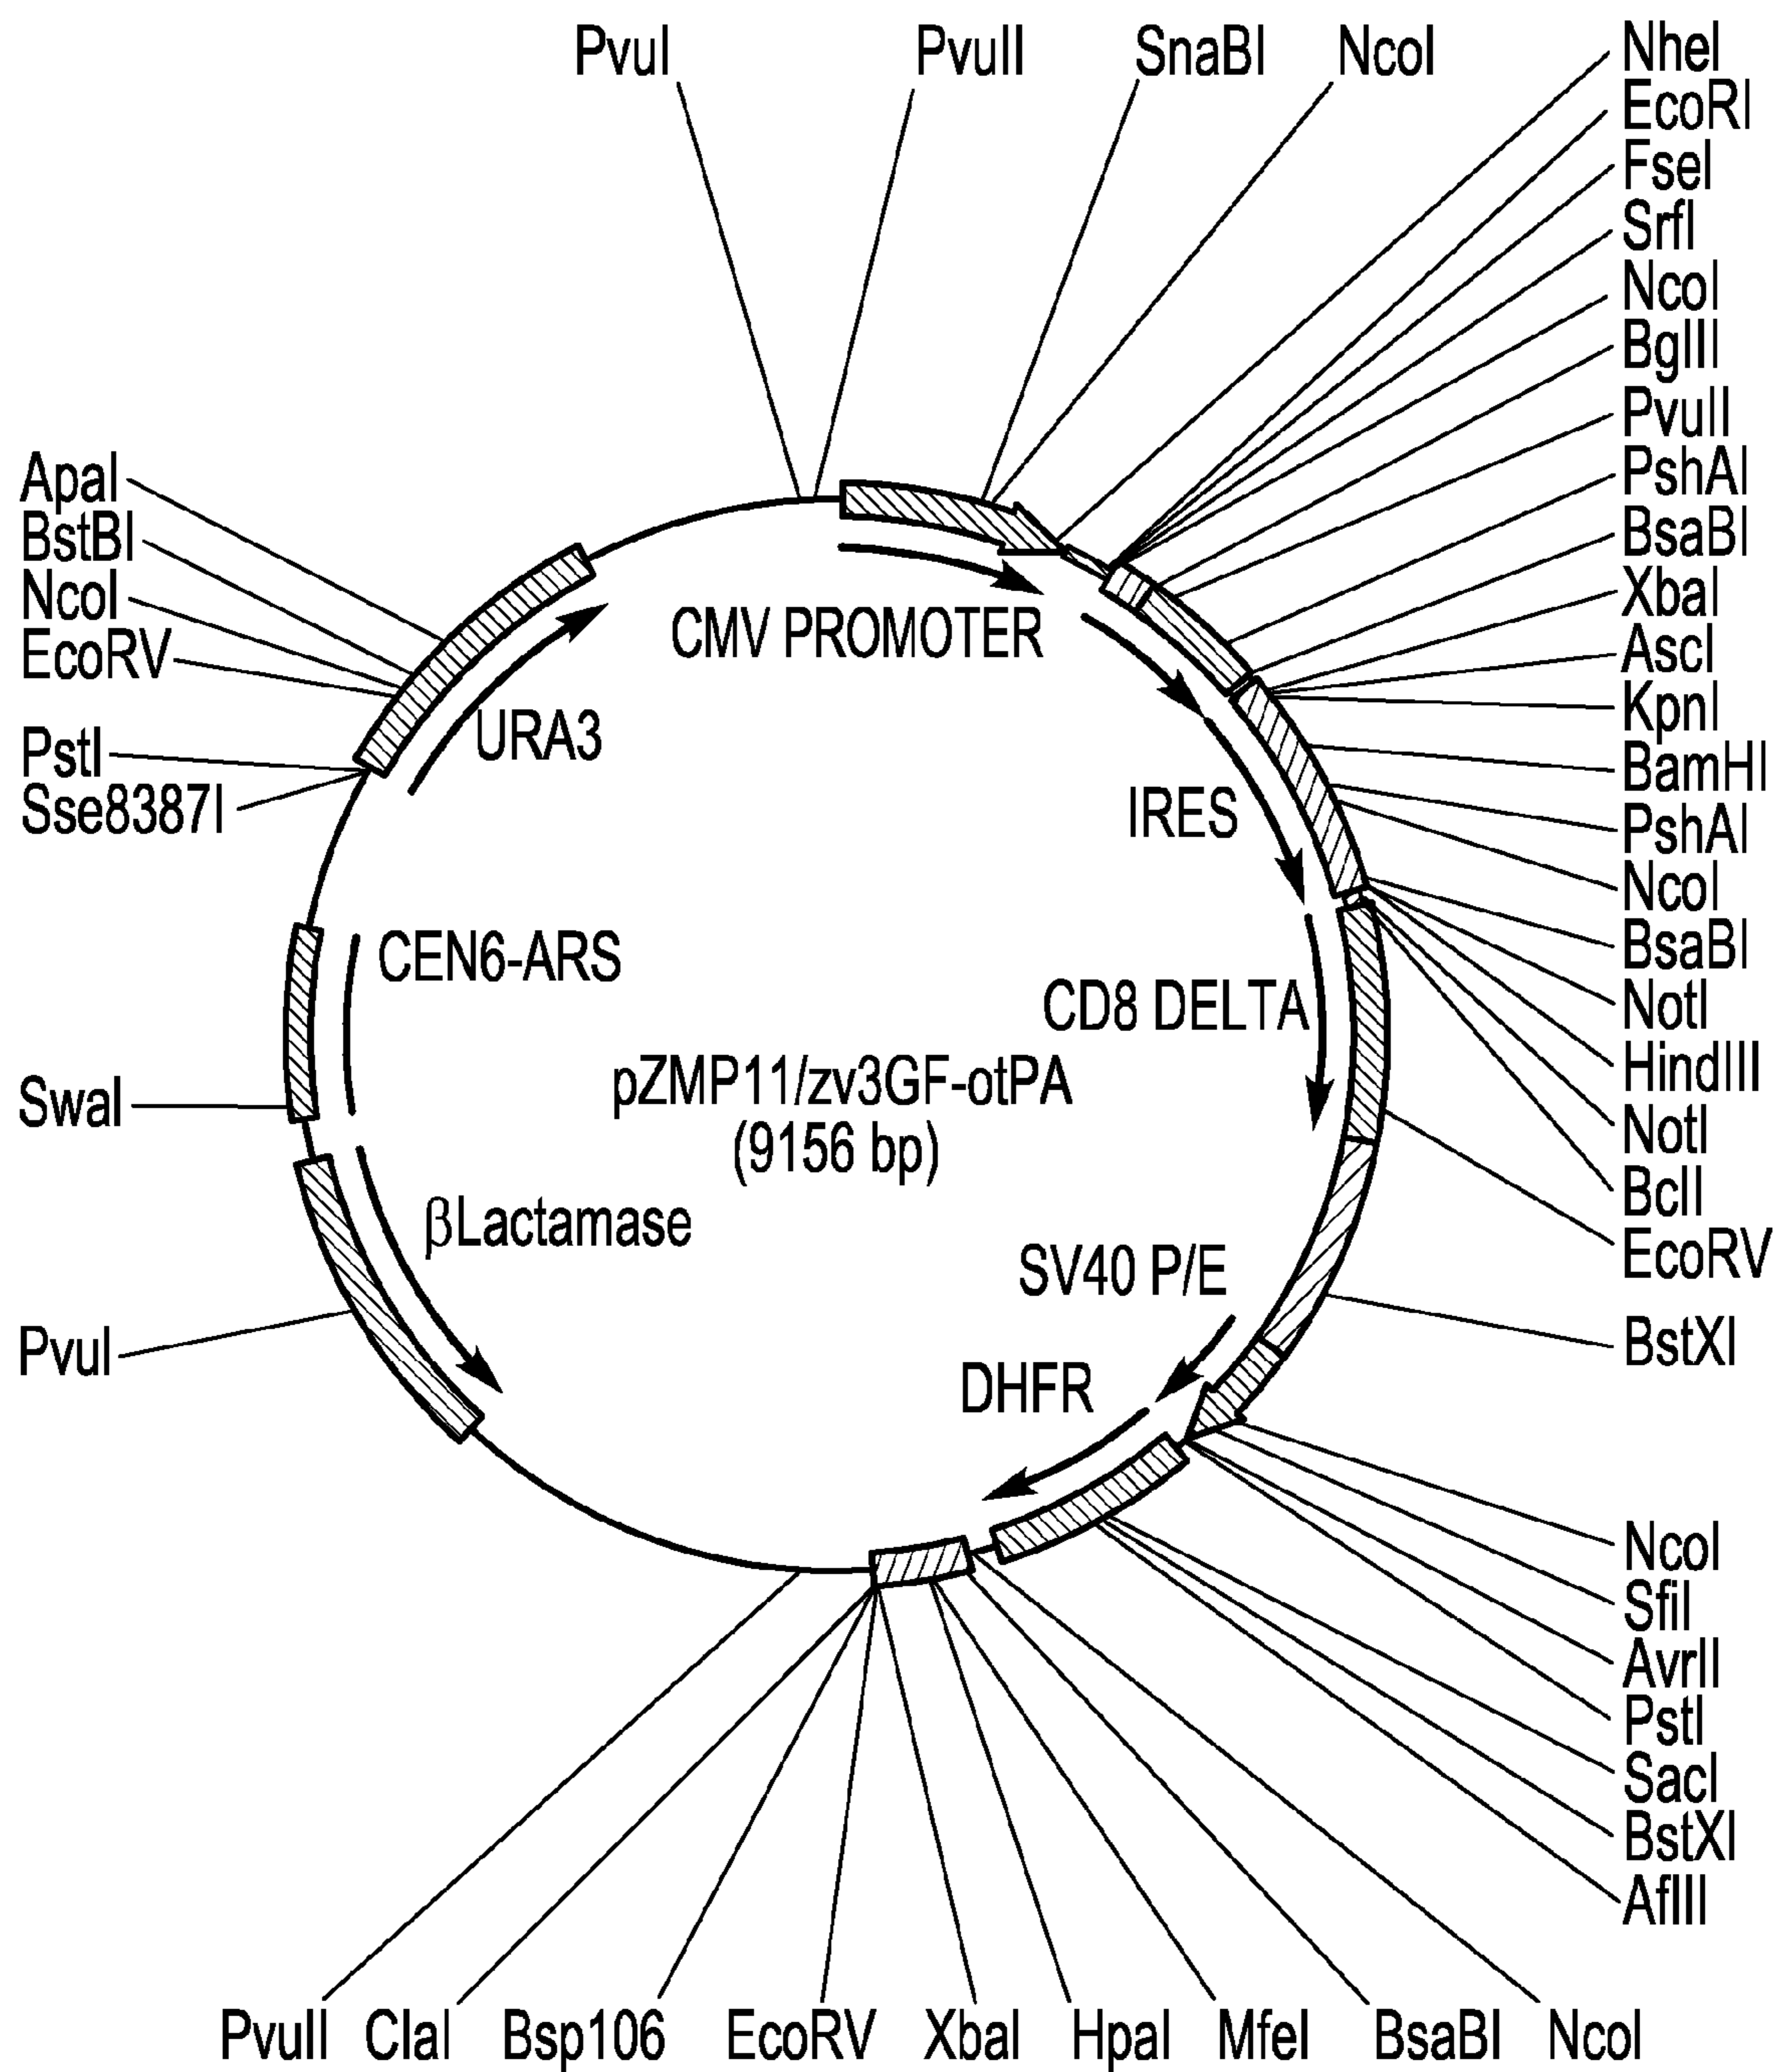 PvuI
PvuII
SnaBI
NcoI
NheI
EcoRI
FseI
SrfI
NcoI
BglII
PvuII
PshAI
BsaBI
XbaI
AscI
KpnI
BamHI
PshAI
NcoI
BsaBI
NotI
HindIII
NotI
BclI
EcoRV
BstXI
NcoI
SfiI
AvrII
PstI
SacI
BstXI
AflII
ApaI
BstBI
NcoI
EcoRV
PstI
Sse8387I
SwaI
PvuI
CMV PROMOTER
URA3
IRES
CEN6-ARS
CD8 DELTA
pZMP11/zv3GF-otPA
(9156 bp)
βLactamase
SV40 P/E
DHFR
PvuII
ClaI
Bsp106
EcoRV
XbaI
HpaI
MfeI
BsaBI
NcoI